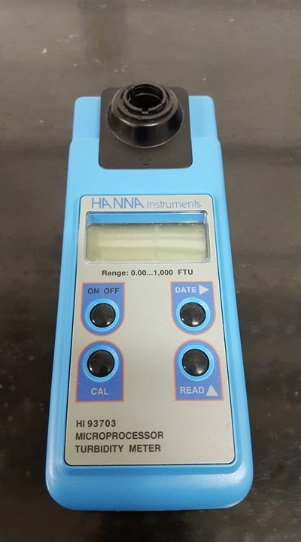 HANNA instruments
Range: 0.00...1,000 FTU
ON OFF
DATE ▶
CAL
READ ▲
HI 93703
MICROPROCESSOR
TURBIDITY METER